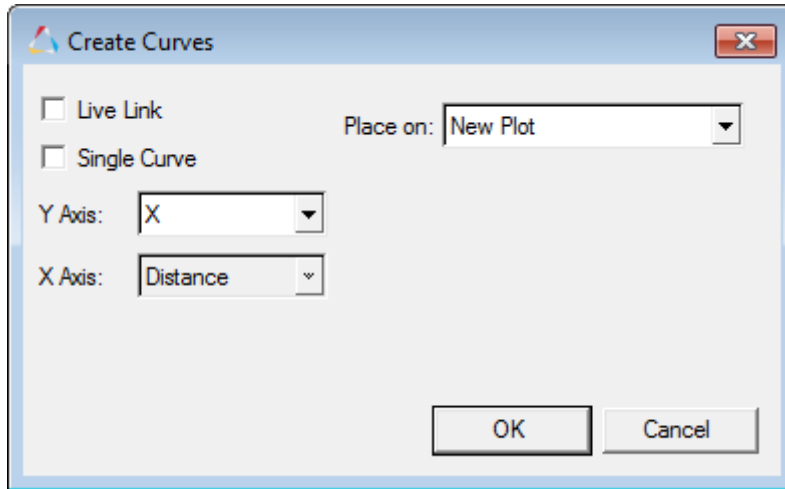 Create Curves
Live Link
Place on: New Plot
Single Curve
Y Axis: X
X Axis: Distance
OK Cancel